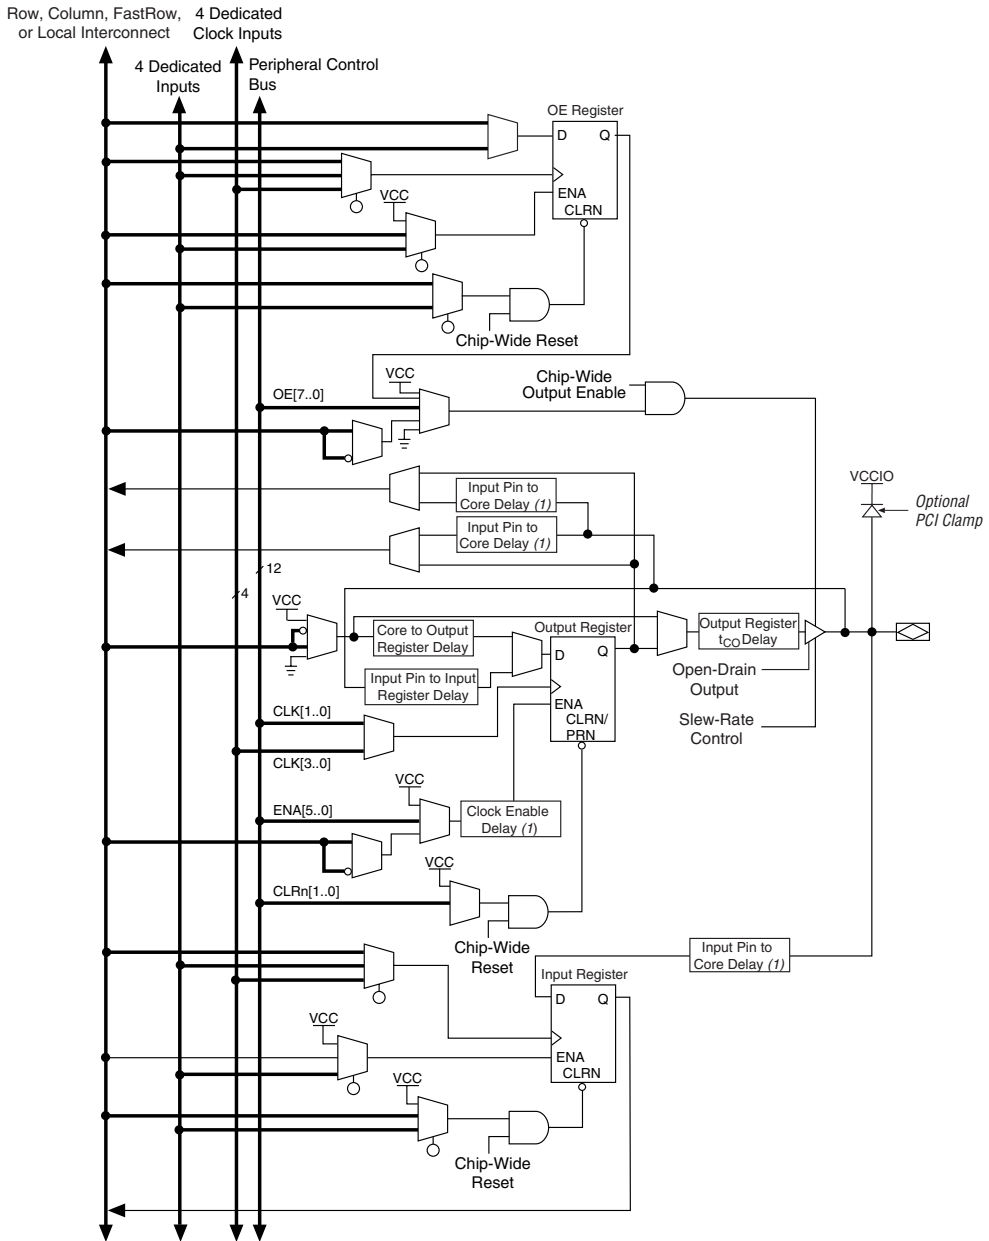 Row, Column, FastRow,
or Local Interconnect
4 Dedicated
Clock Inputs
4 Dedicated
Inputs
Peripheral Control
Bus
OE Register
D
Q
ENA
CLRN
VCC
Chip-Wide Reset
VCC
OE[7..0]
Chip-Wide
Output Enable
Input Pin to
Core Delay (1)
Input Pin to
Core Delay (1)
VCCIO
Optional
PCI Clamp
12
4
VCC
Core to Output
Register Delay
Input Pin to Input
Register Delay
Output Register
D
Q
ENA
CLRN/
PRN
Output Register
tCO Delay
Open-Drain
Output
Slew-Rate
Control
CLK[1..0]
CLK[3..0]
VCC
ENA[5..0]
Clock Enable
Delay (1)
VCC
CLRn[1..0]
Chip-Wide
Reset
Input Pin to
Core Delay (1)
Input Register
D
Q
ENA
CLRN
VCC
VCC
Chip-Wide
Reset